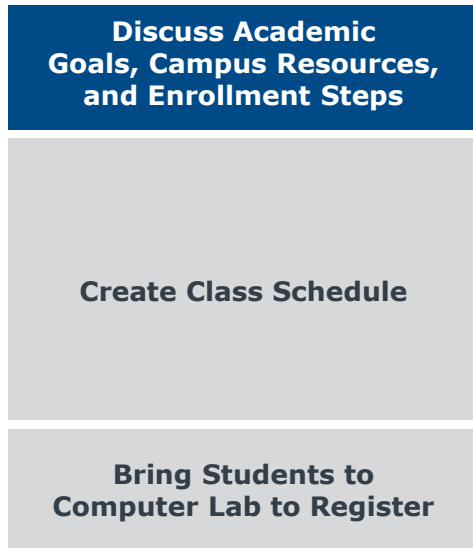 Discuss Academic
Goals, Campus Resources,
and Enrollment Steps
Create Class Schedule
Bring Students to
Computer Lab to Register